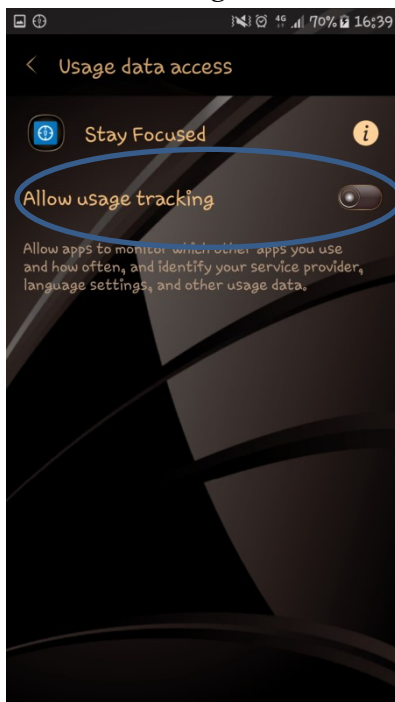 4G 70% 16:39
< Usage data access
Stay Focused
i
Allow usage tracking
Allow apps to monitor which other apps you use
and how often, and identify your service provider,
language settings, and other usage data.